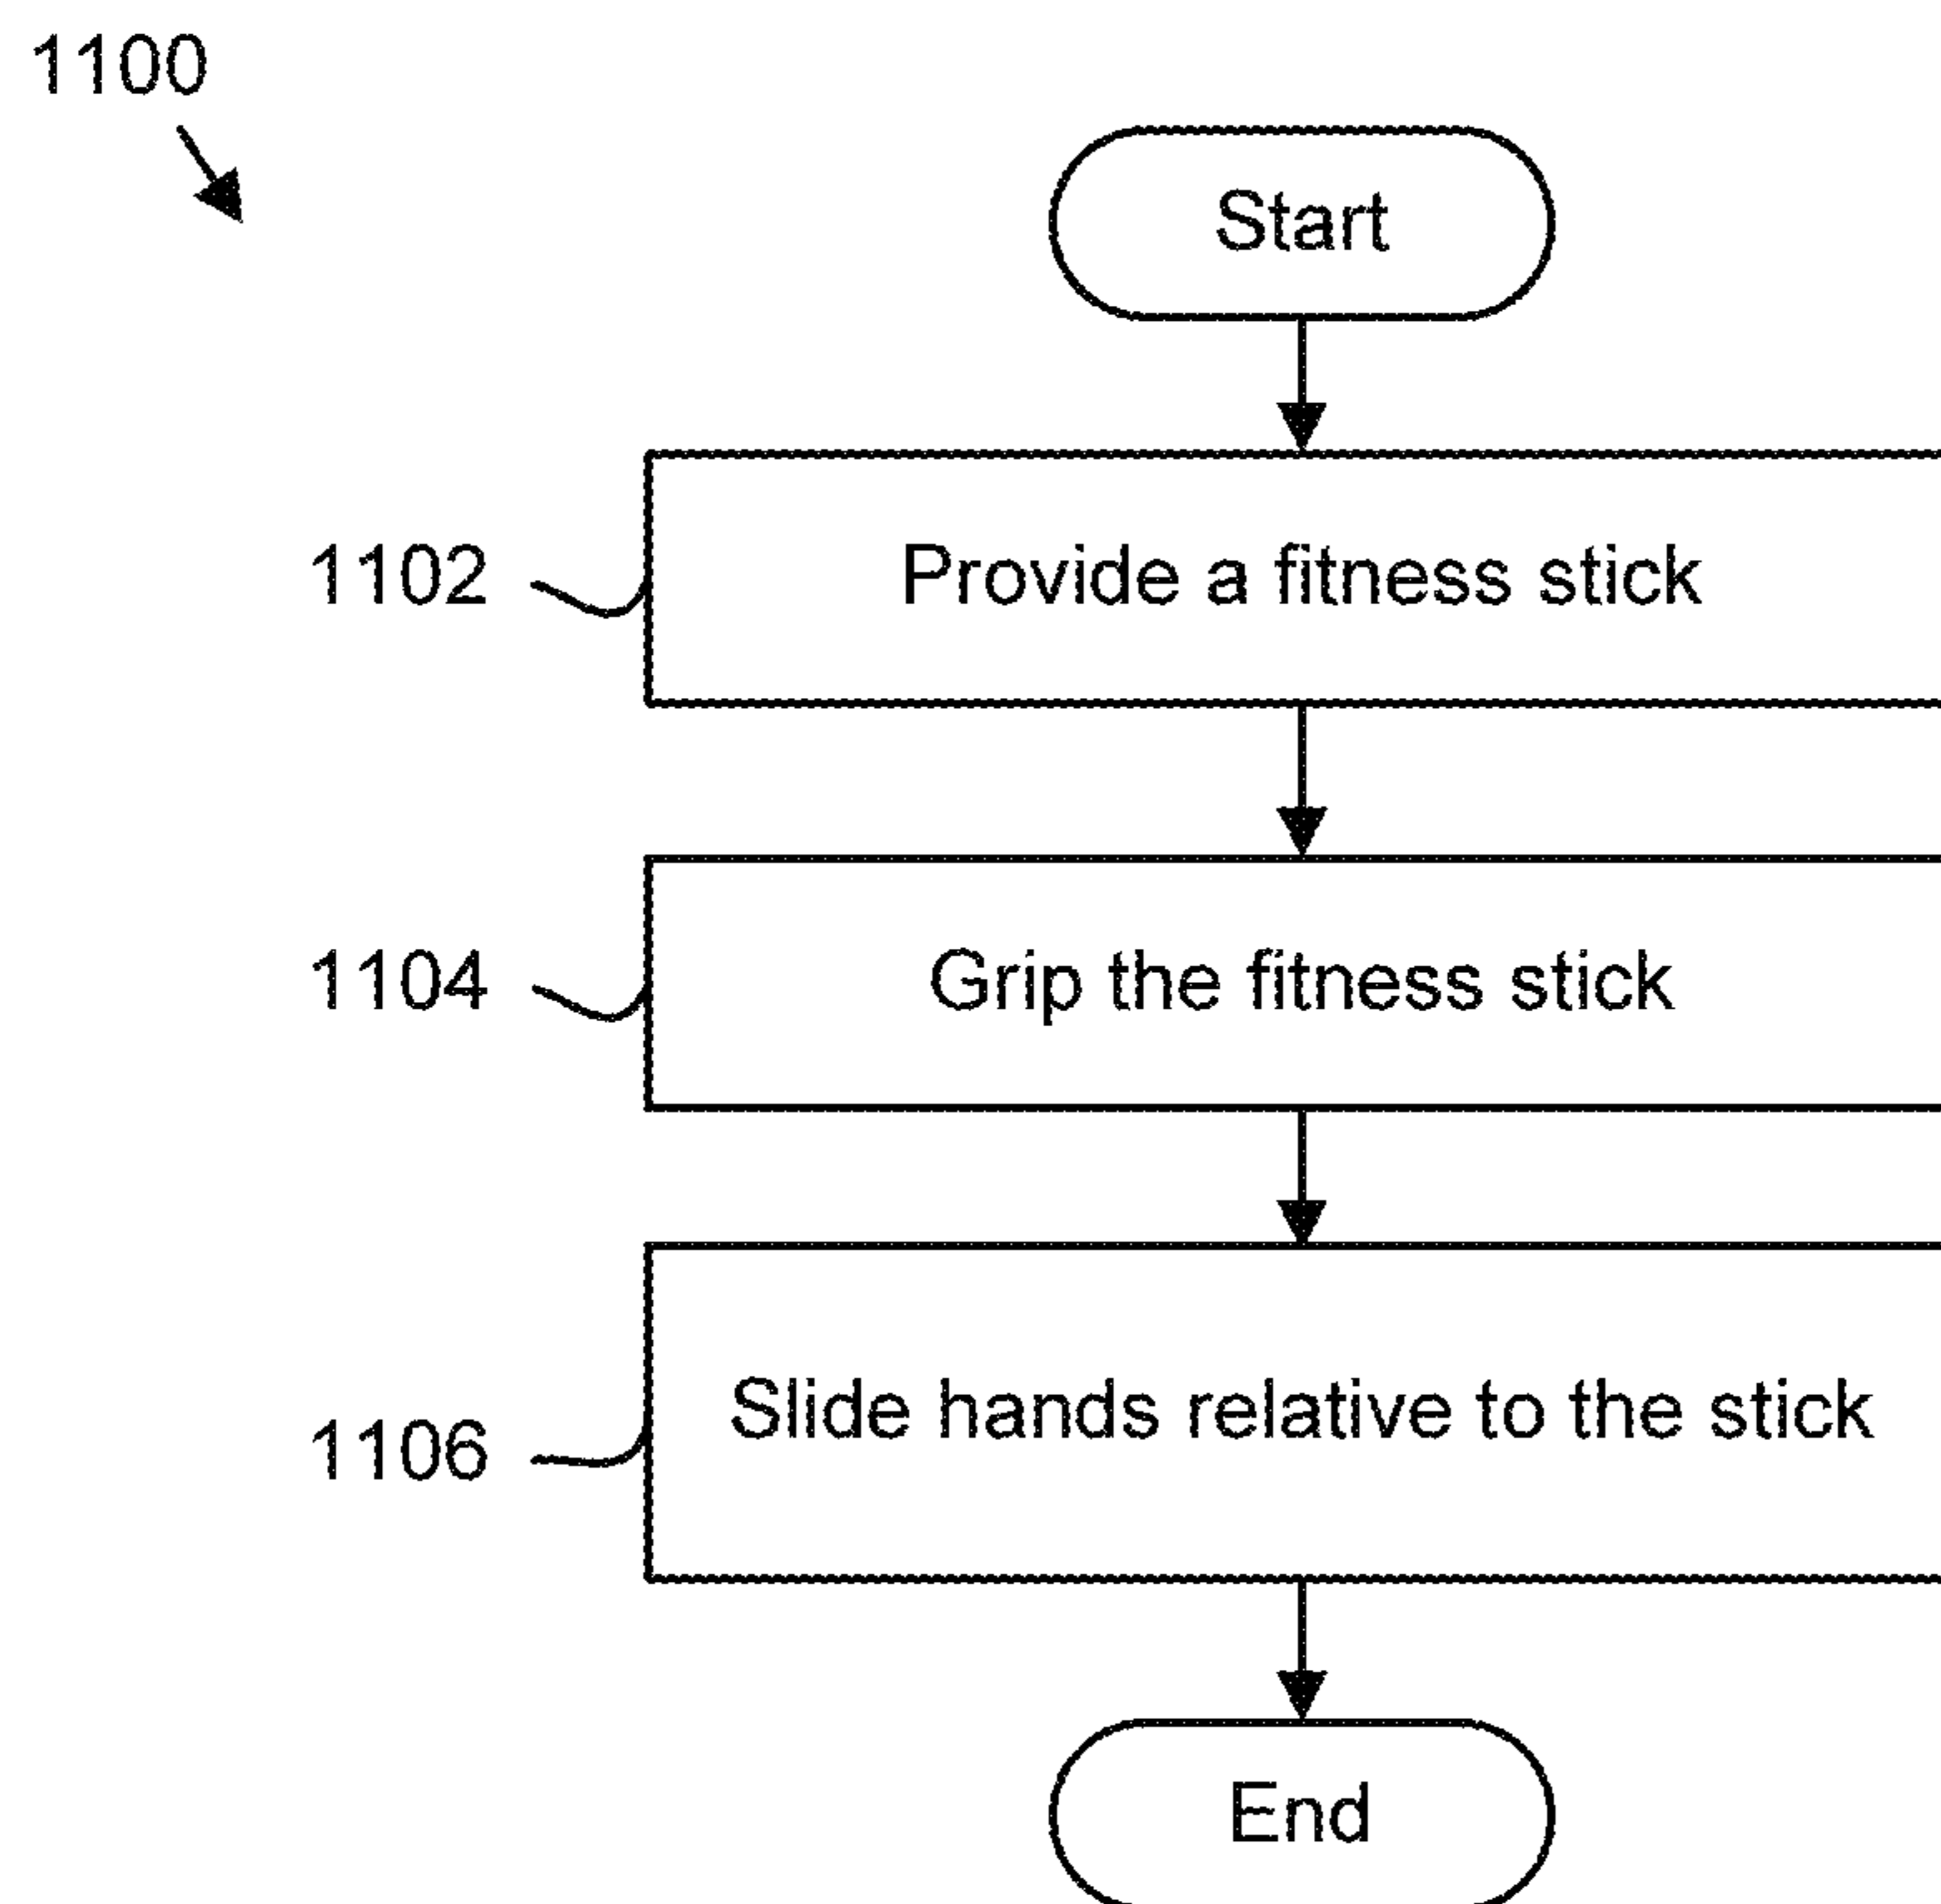 1100
Start
1102
Provide a fitness stick
1104
Grip the fitness stick
1106
Slide hands relative to the stick
End